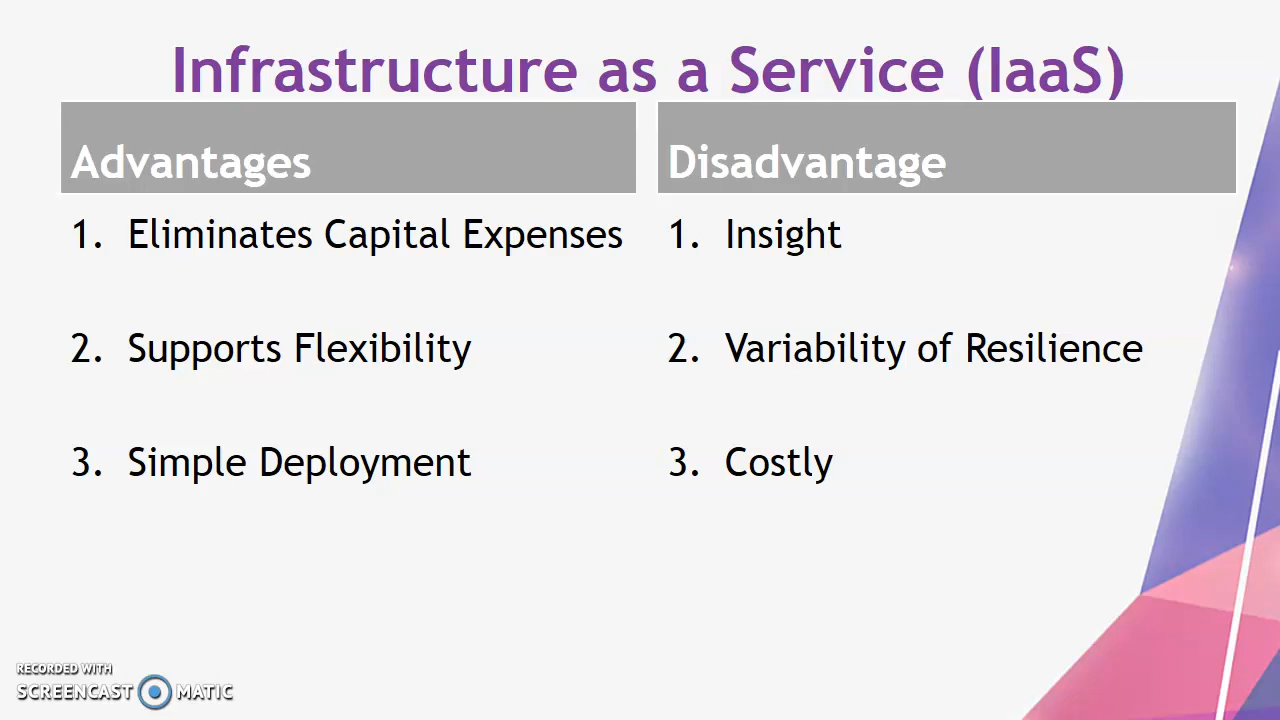 Infrastructure as a Service (IaaS)
Advantages
1. Eliminates Capital Expenses
2. Supports Flexibility
3. Simple Deployment
Disadvantage
1. Insight
2. Variability of Resilience
3. Costly
RECORDED WITH
SCREENCAST MATIC